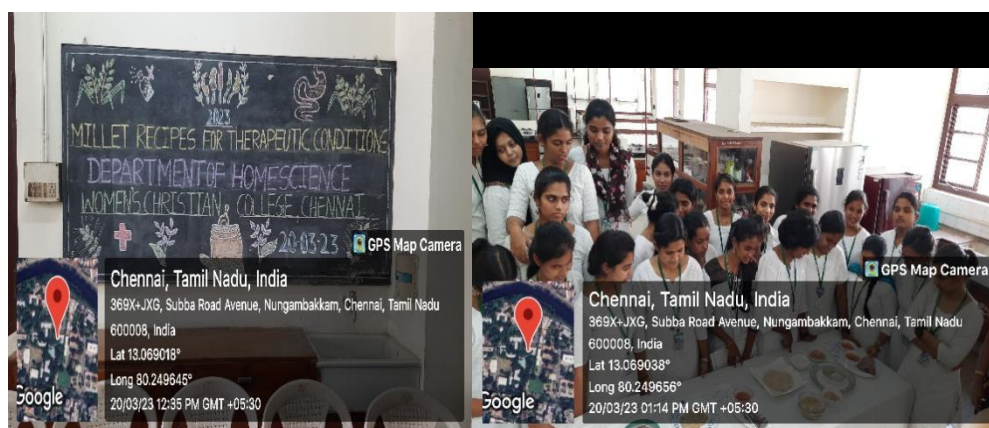 2023
MILLET RECIPES FOR THERAPEUTIC CONDITIONS
DEPARTMENT OF HOMESCIENCE
WOMEN'S CHRISTIAN COLLEGE, CHENNAI
20·03·23
GPS Map Camera
Chennai, Tamil Nadu, India
369X+JXG, Subba Road Avenue, Nungambakkam, Chennai, Tamil Nadu
600008, India
Lat 13.069018°
Long 80.249645°
20/03/23 12:35 PM GMT +05:30
Google
GPS Map Camera
Chennai, Tamil Nadu, India
369X+JXG, Subba Road Avenue, Nungambakkam, Chennai, Tamil Nadu
600008, India
Lat 13.069038°
Long 80.249656°
20/03/23 01:14 PM GMT +05:30
Google